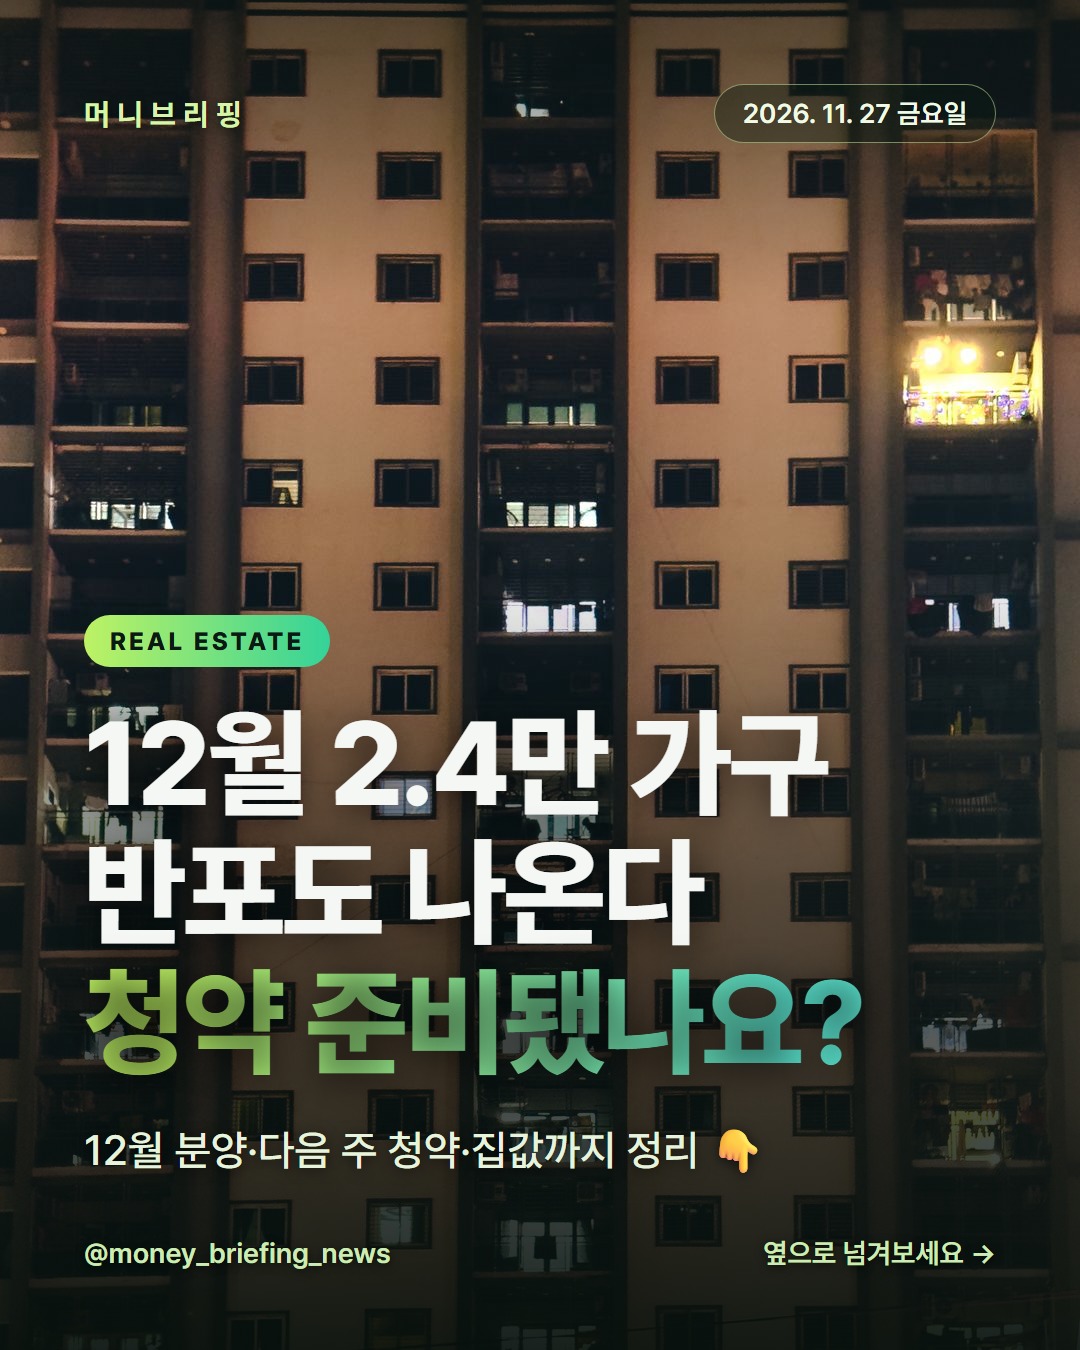 머니브리핑
2026. 11. 27 금요일
REAL ESTATE
12월 2.4만 가구
반포도 나온다
청약 준비됐나요?
12월 분양·다음 주 청약·집값까지 정리 👇
@money_briefing_news
옆으로 넘겨보세요 →